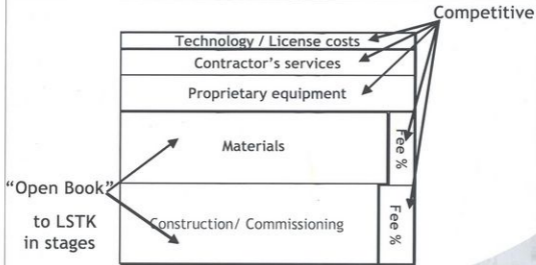 Competitive
Technology / License costs
Contractor's services
Proprietary equipment
Materials
Fee %
"Open Book"
to LSTK
in stages
Construction/ Commissioning
Fee %